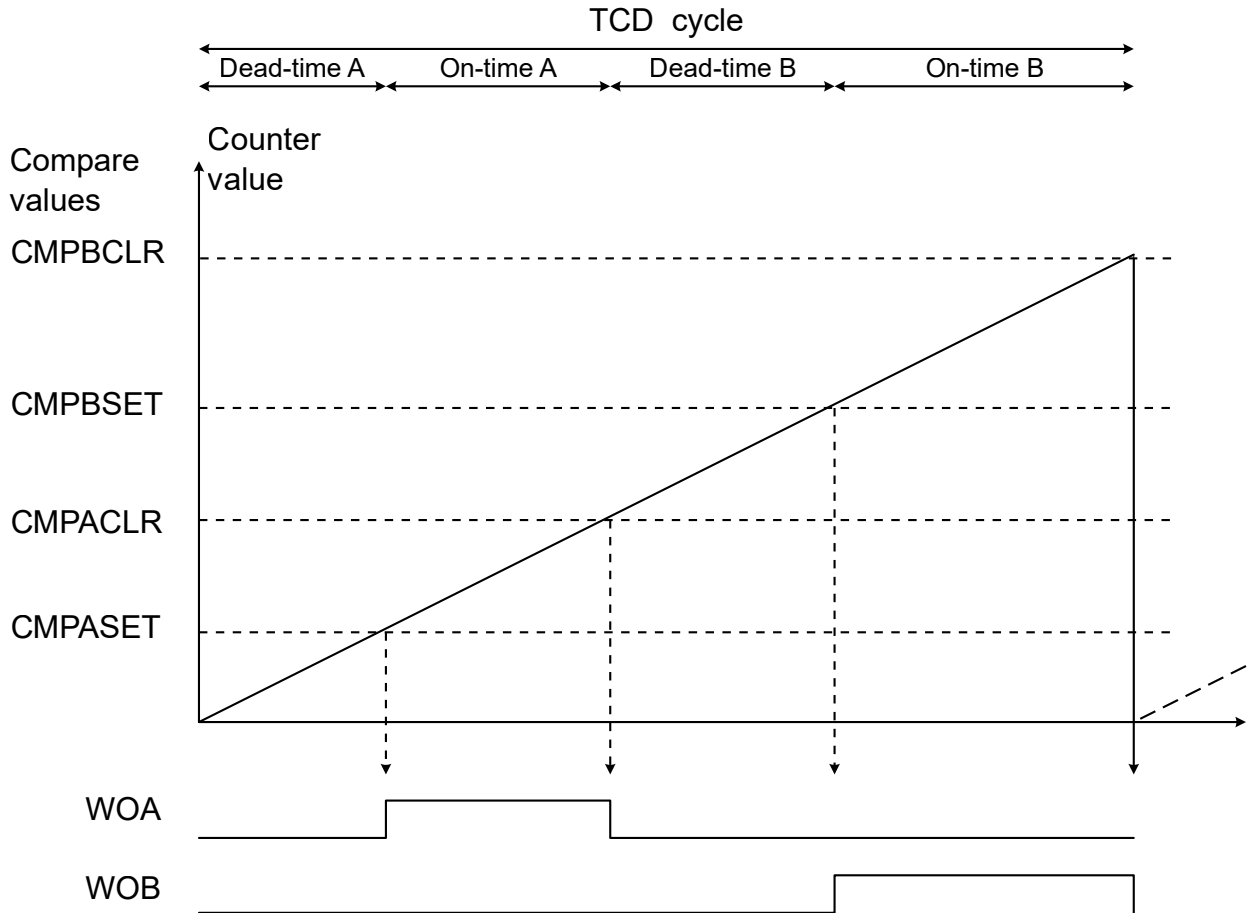 TCD cycle
Dead-time A
On-time A
Dead-time B
On-time B
Counter
value
Compare
values
CMPBCLR
CMPBSET
CMPACLR
CMPASET
WOA
WOB